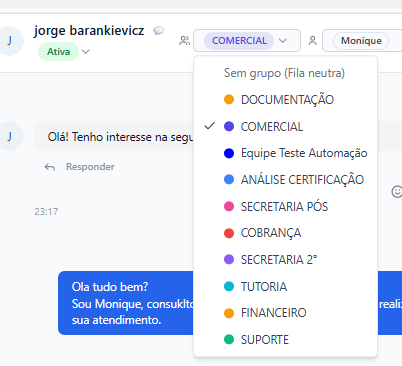 jorge barankievicz
J
Ativa
COMERCIAL
Monique
Sem grupo (Fila neutra)
DOCUMENTAÇÃO
COMERCIAL
Equipe Teste Automação
ANÁLISE CERTIFICAÇÃO
SECRETARIA PÓS
COBRANÇA
SECRETARIA 2°
TUTORIA
FINANCEIRO
SUPORTE
J
Olá! Tenho interesse na segu
Responder
23:17
Ola tudo bem?
Sou Monique, consuklto
realiz
sua atendimento.